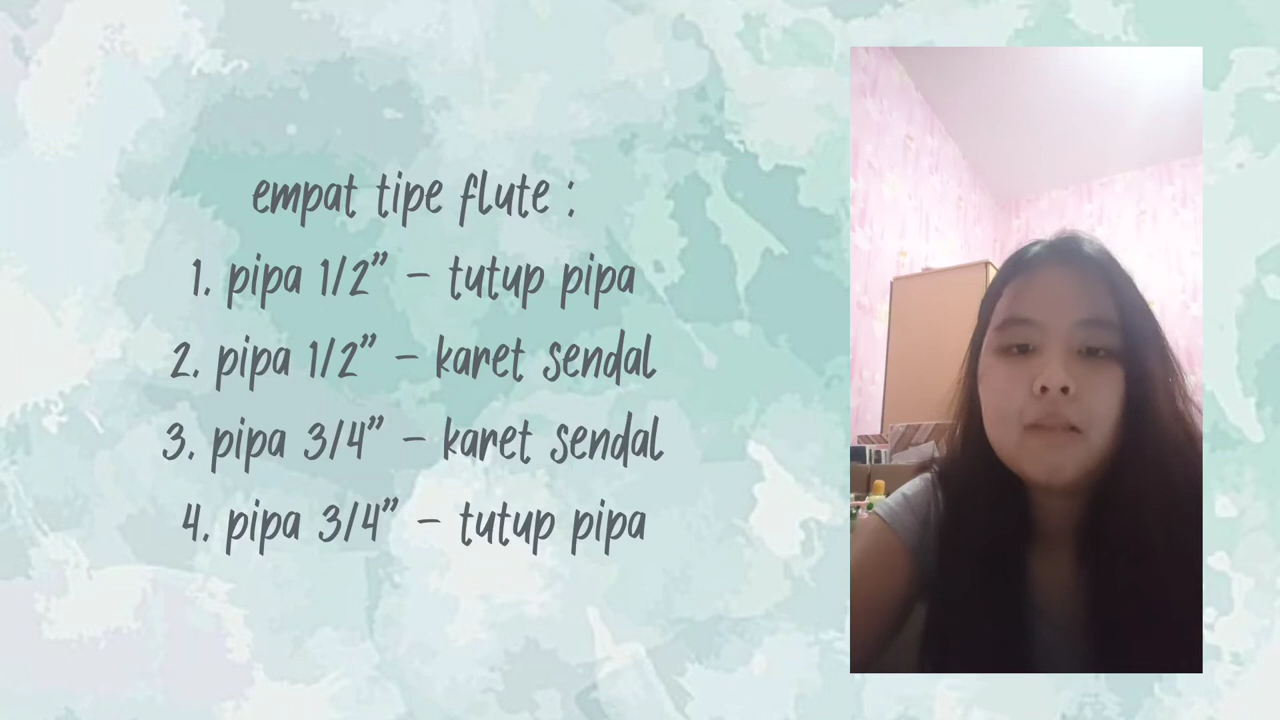 empat tipe flute :
1. pipa 1/2" - tutup pipa
2. pipa 1/2" - karet sendal
3. pipa 3/4" - karet sendal
4. pipa 3/4" - tutup pipa